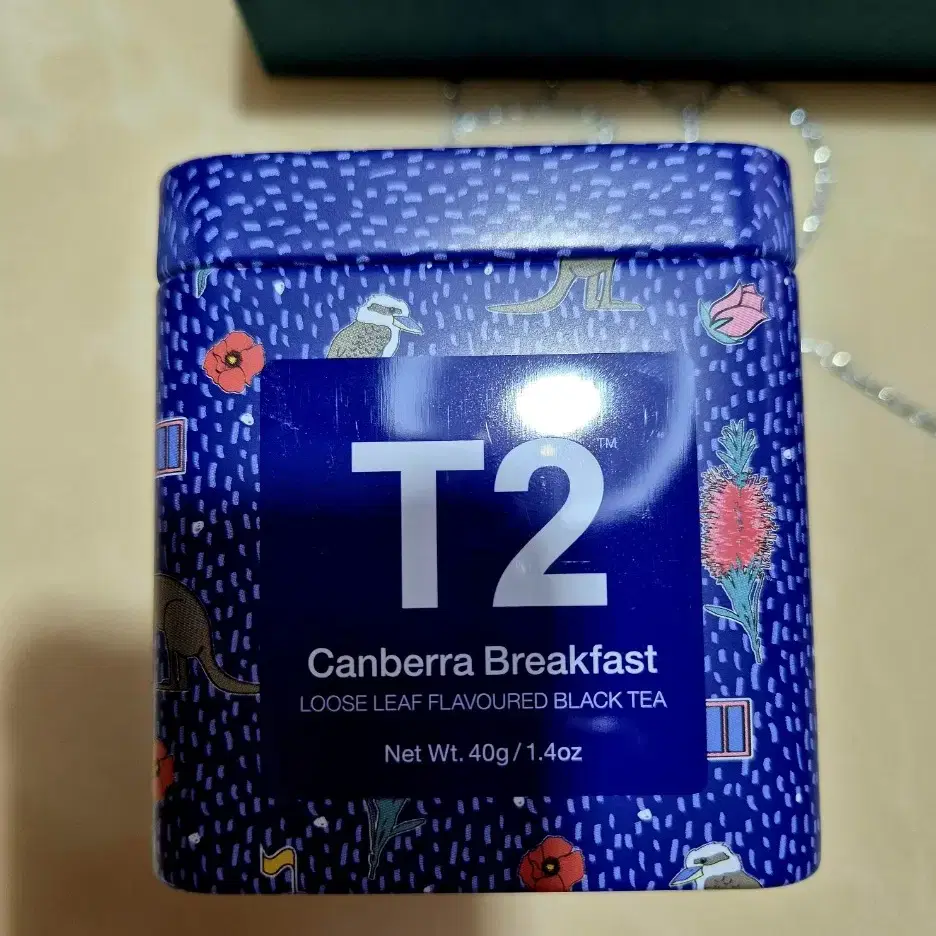 T2™
Canberra Breakfast
LOOSE LEAF FLAVOURED BLACK TEA
Net Wt. 40g / 1.4oz